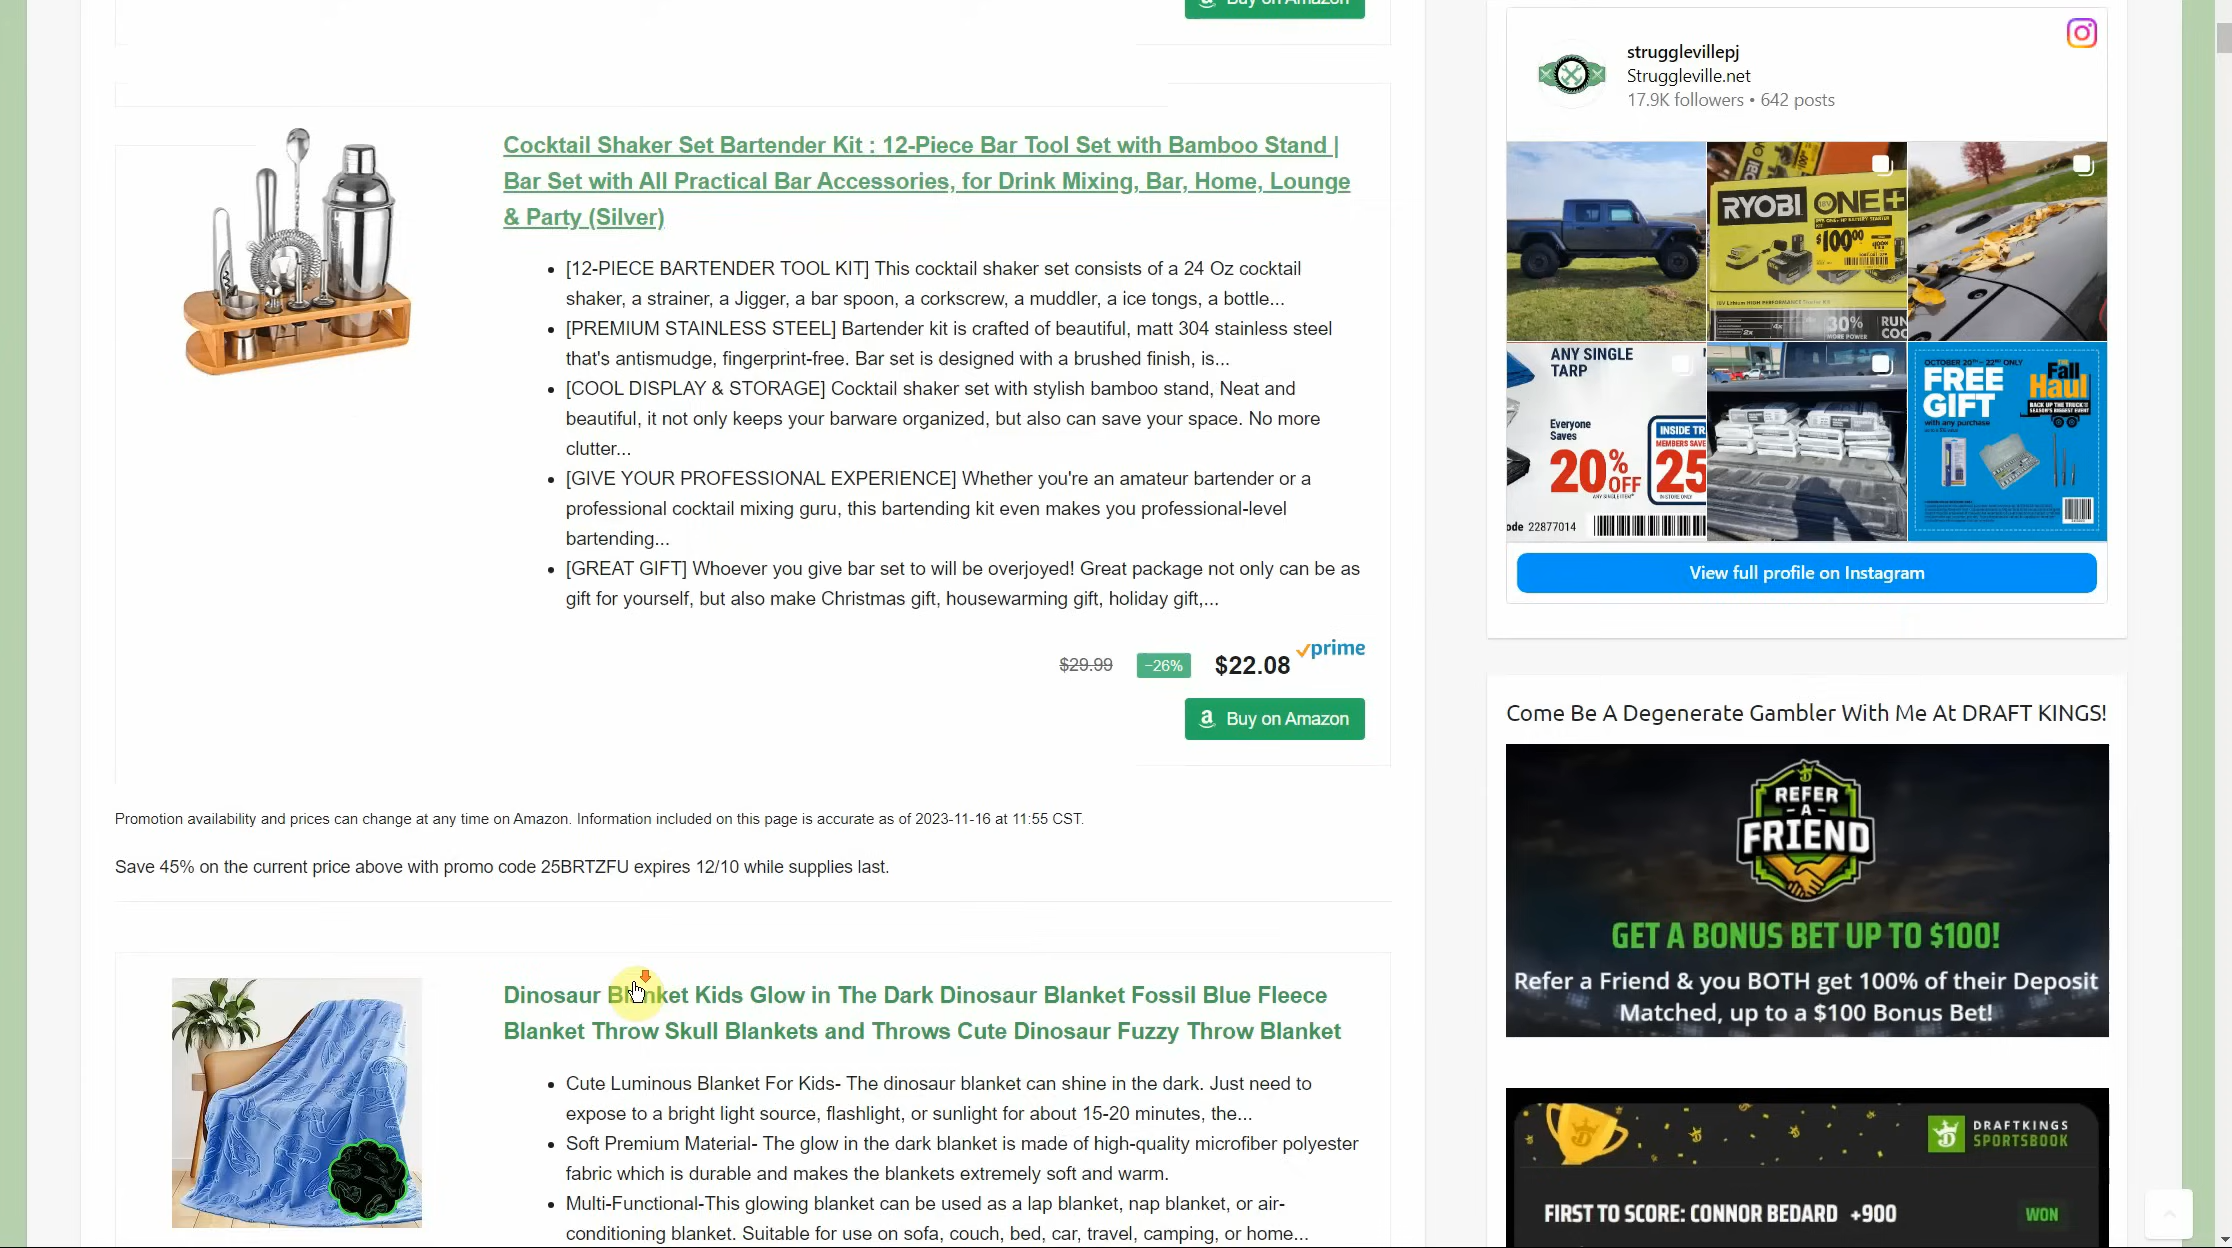 Buy on Amazon
Cocktail Shaker Set Bartender Kit : 12-Piece Bar Tool Set with Bamboo Stand |
Bar Set with All Practical Bar Accessories, for Drink Mixing, Bar, Home, Lounge
& Party (Silver)
• [12-PIECE BARTENDER TOOL KIT] This cocktail shaker set consists of a 24 Oz cocktail
shaker, a strainer, a Jigger, a bar spoon, a corkscrew, a muddler, a ice tongs, a bottle...
• [PREMIUM STAINLESS STEEL] Bartender kit is crafted of beautiful, matt 304 stainless steel
that's antismudge, fingerprint-free. Bar set is designed with a brushed finish, is...
• [COOL DISPLAY & STORAGE] Cocktail shaker set with stylish bamboo stand, Neat and
beautiful, it not only keeps your barware organized, but also can save your space. No more
clutter...
• [GIVE YOUR PROFESSIONAL EXPERIENCE] Whether you're an amateur bartender or a
professional cocktail mixing guru, this bartending kit even makes you professional-level
bartending...
• [GREAT GIFT] Whoever you give bar set to will be overjoyed! Great package not only can be as
gift for yourself, but also make Christmas gift, housewarming gift, holiday gift,...
$29.99 −26% $22.08 prime
Buy on Amazon
Promotion availability and prices can change at any time on Amazon. Information included on this page is accurate as of 2023-11-16 at 11:55 CST.
Save 45% on the current price above with promo code 25BRTZFU expires 12/10 while supplies last.
Dinosaur Blanket Kids Glow in The Dark Dinosaur Blanket Fossil Blue Fleece
Blanket Throw Skull Blankets and Throws Cute Dinosaur Fuzzy Throw Blanket
• Cute Luminous Blanket For Kids- The dinosaur blanket can shine in the dark. Just need to
expose to a bright light source, flashlight, or sunlight for about 15-20 minutes, the...
• Soft Premium Material- The glow in the dark blanket is made of high-quality microfiber polyester
fabric which is durable and makes the blankets extremely soft and warm.
• Multi-Functional-This glowing blanket can be used as a lap blanket, nap blanket, or air-
conditioning blanket. Suitable for use on sofa, couch, bed, car, travel, camping, or home...
strugglevillepj
Struggleville.net
17.9K followers • 642 posts
RYOBI ONE+
$100.00
30%
MORE POWER
RUN
COO
ANY SINGLE
TARP
Everyone
Saves
20% OFF
INSIDE TR
MEMBERS SAVE
25
ode 22877014
OCTOBER 20TH - 22ND ONLY
FREE
GIFT
with any purchase
The
Fall
Haul
BACK UP THE TRUCK!!
SEASON'S BIGGEST EVENT
View full profile on Instagram
Come Be A Degenerate Gambler With Me At DRAFT KINGS!
REFER
-A-
FRIEND
GET A BONUS BET UP TO $100!
Refer a Friend & you BOTH get 100% of their Deposit
Matched, up to a $100 Bonus Bet!
DRAFTKINGS
SPORTSBOOK
FIRST TO SCORE: CONNOR BEDARD +900 WON